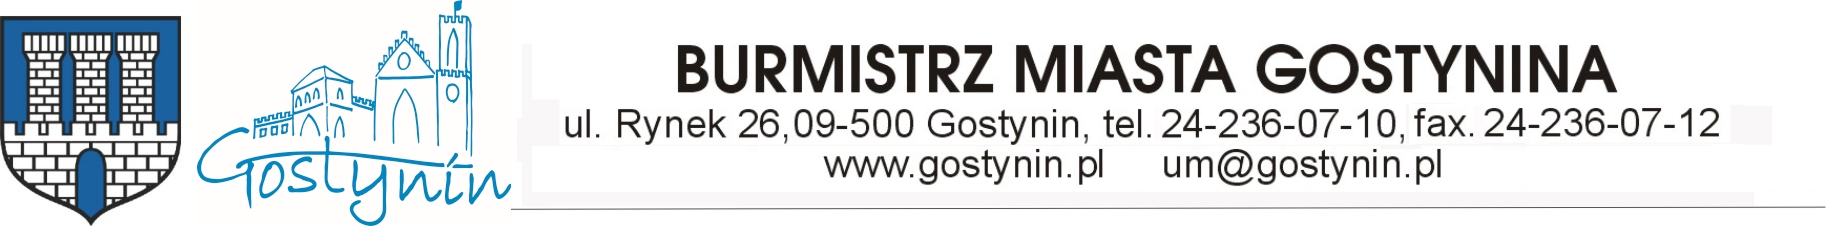 Gostynin
BURMISTRZ MIASTA GOSTYNINA
ul. Rynek 26,09-500 Gostynin, tel. 24-236-07-10, fax. 24-236-07-12
www.gostynin.pl um@gostynin.pl